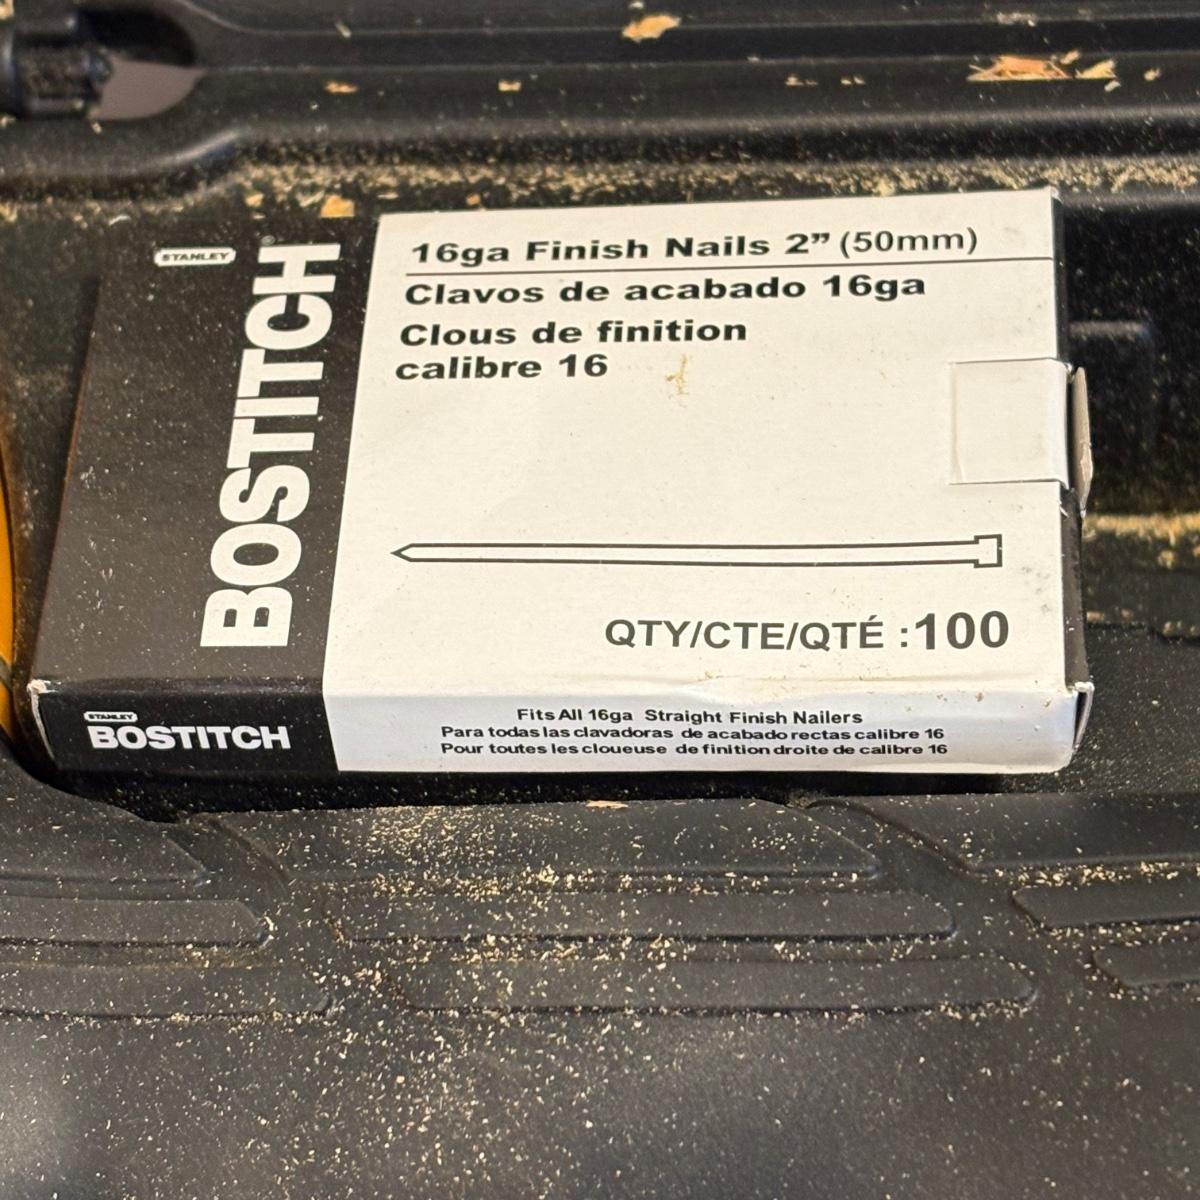 STANLEY
BOSTITCH
16ga Finish Nails 2” (50mm)
Clavos de acabado 16ga
Clous de finition
calibre 16
QTY/CTE/QTÉ :100
STANLEY
BOSTITCH
Fits All 16ga Straight Finish Nailers
Para todas las clavadoras de acabado rectas calibre 16
Pour toutes les cloueuse de finition droite de calibre 16